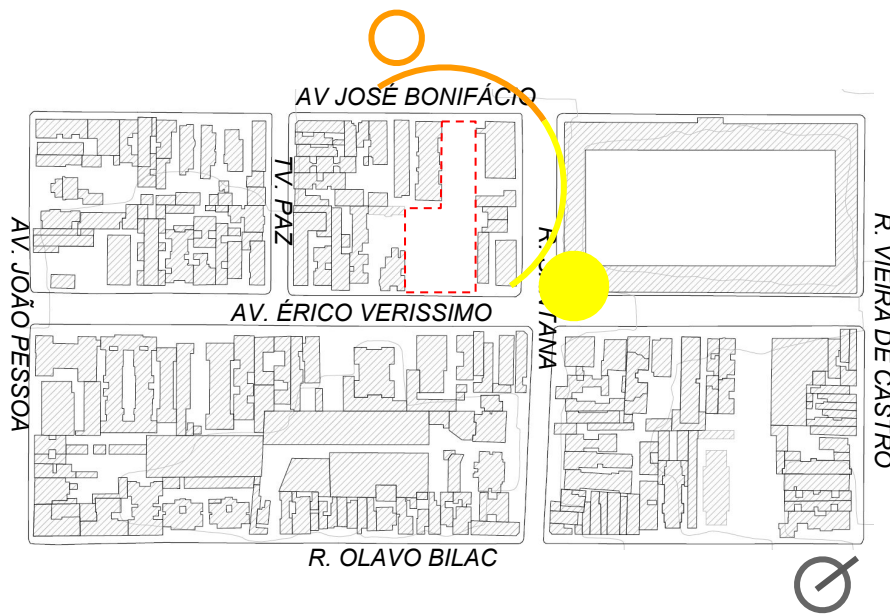 AV JOSÉ BONIFÁCIO
TV. PAZ
AV. JOÃO PESSOA
AV. ÉRICO VERISSIMO
R. VIEIRA DE CASTRO
R. OLAVO BILAC